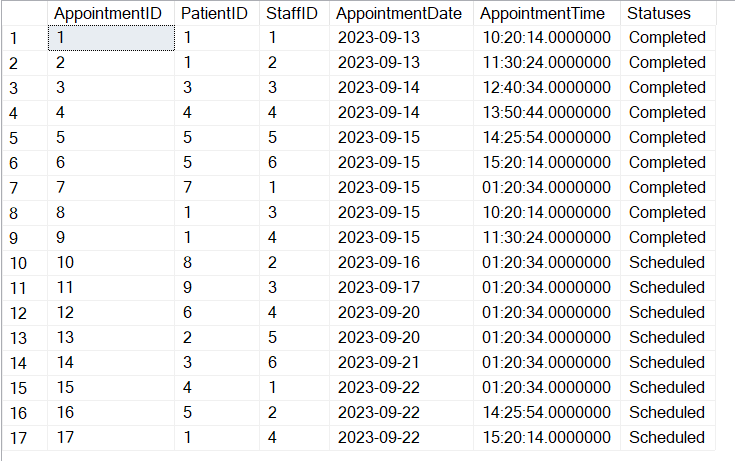 AppointmentID PatientID StaffID AppointmentDate AppointmentTime Statuses
1 1 1 1 2023-09-13 10:20:14.0000000 Completed
2 2 1 2 2023-09-13 11:30:24.0000000 Completed
3 3 3 3 2023-09-14 12:40:34.0000000 Completed
4 4 4 4 2023-09-14 13:50:44.0000000 Completed
5 5 5 5 2023-09-15 14:25:54.0000000 Completed
6 6 5 6 2023-09-15 15:20:14.0000000 Completed
7 7 7 1 2023-09-15 01:20:34.0000000 Completed
8 8 1 3 2023-09-15 10:20:14.0000000 Completed
9 9 1 4 2023-09-15 11:30:24.0000000 Completed
10 10 8 2 2023-09-16 01:20:34.0000000 Scheduled
11 11 9 3 2023-09-17 01:20:34.0000000 Scheduled
12 12 6 4 2023-09-20 01:20:34.0000000 Scheduled
13 13 2 5 2023-09-20 01:20:34.0000000 Scheduled
14 14 3 6 2023-09-21 01:20:34.0000000 Scheduled
15 15 4 1 2023-09-22 01:20:34.0000000 Scheduled
16 16 5 2 2023-09-22 14:25:54.0000000 Scheduled
17 17 1 4 2023-09-22 15:20:14.0000000 Scheduled